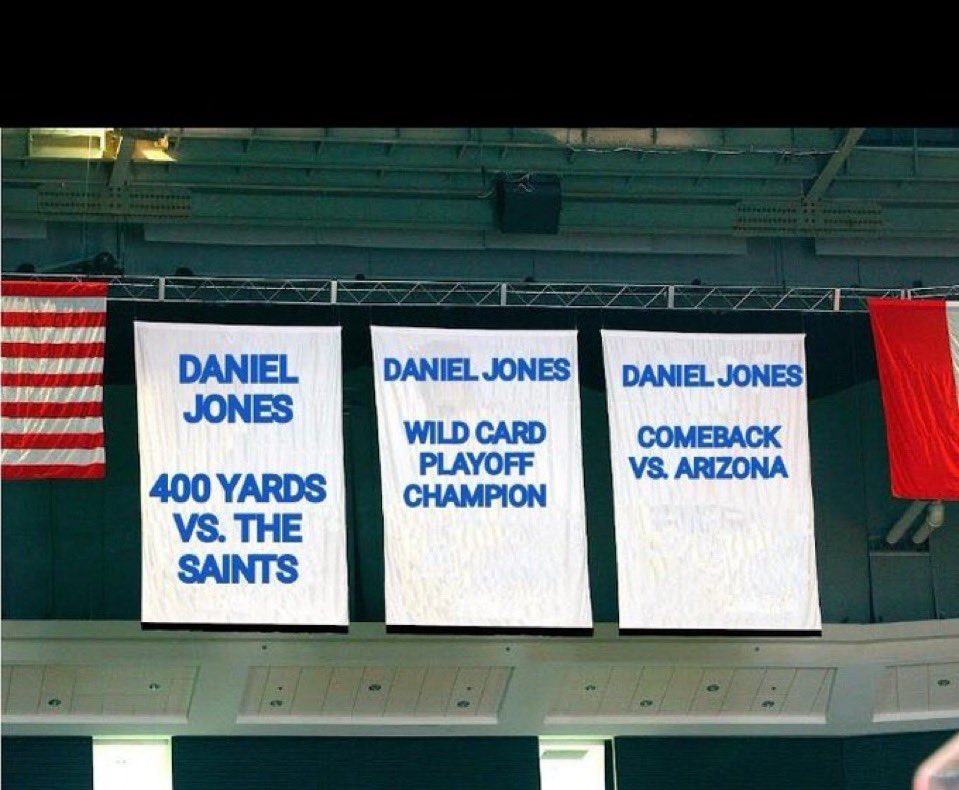 DANIEL
JONES
400 YARDS
VS. THE
SAINTS
DANIEL JONES
WILD CARD
PLAYOFF
CHAMPION
DANIEL JONES
COMEBACK
VS. ARIZONA